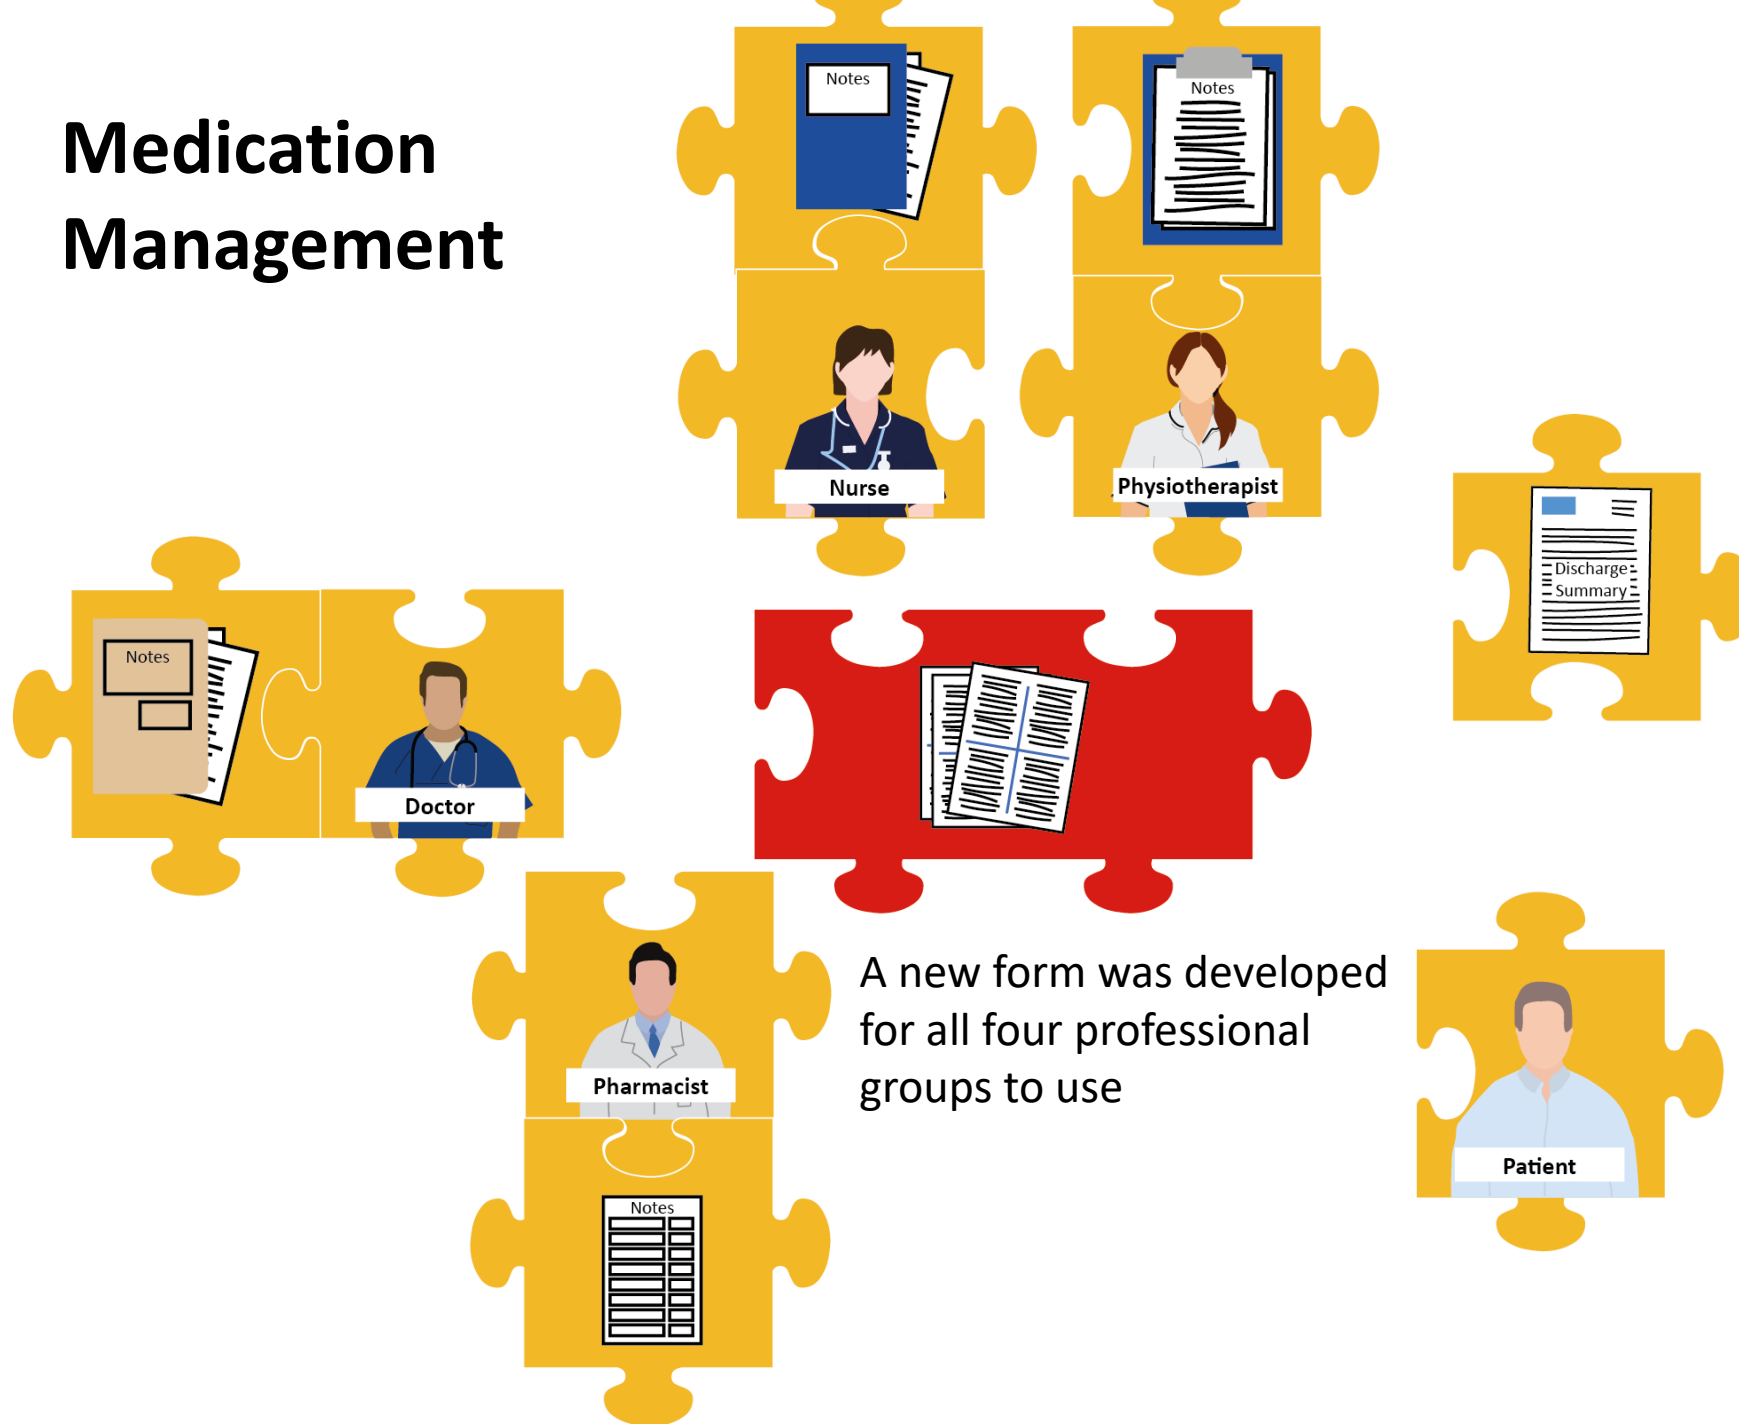 Medication
Management
Notes
Notes
Nurse
Physiotherapist
Discharge
Summary
Notes
Doctor
Pharmacist
A new form was developed
for all four professional
groups to use
Patient
Notes